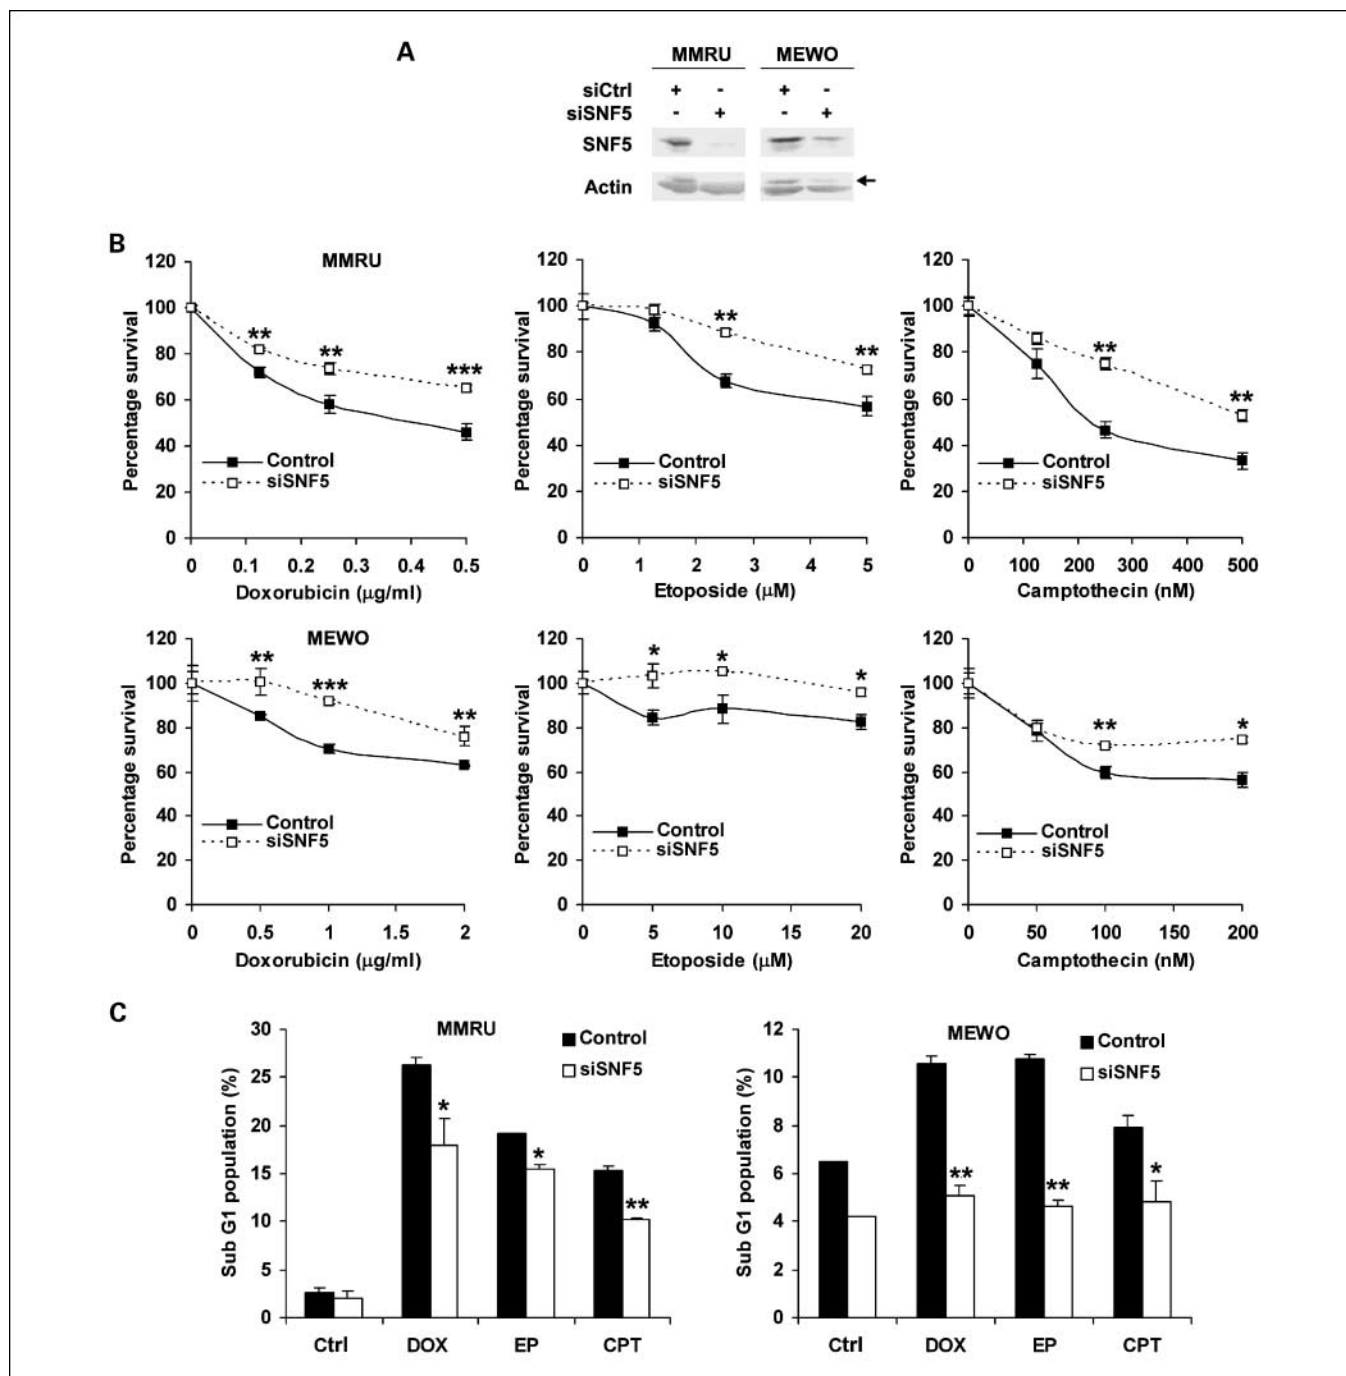 A
MMRU MEWO
siCtrl + - + -
siSNF5 - + - +
SNF5
Actin
B
MMRU
Percentage survival
120
100
80
60
40
20
0
** ** ***
Control
siSNF5
0 0.1 0.2 0.3 0.4 0.5
Doxorubicin (μg/ml)
Percentage survival
120
100
80
60
40
20
0
** **
Control
siSNF5
0 1 2 3 4 5
Etoposide (μM)
Percentage survival
120
100
80
60
40
20
0
** **
Control
siSNF5
0 100 200 300 400 500
Camptothecin (nM)
MEWO
Percentage survival
120
100
80
60
40
20
0
** *** **
Control
siSNF5
0 0.5 1 2
Doxorubicin (μg/ml)
Percentage survival
120
100
80
60
40
20
0
* * *
Control
siSNF5
0 5 10 15 20
Etoposide (μM)
Percentage survival
120
100
80
60
40
20
0
** *
Control
siSNF5
0 50 100 150 200
Camptothecin (nM)
C
MMRU
Sub G1 population (%)
30
25
20
15
10
5
0
Control
siSNF5
* * **
Ctrl DOX EP CPT
MEWO
Sub G1 population (%)
12
10
8
6
4
2
0
Control
siSNF5
** ** *
Ctrl DOX EP CPT